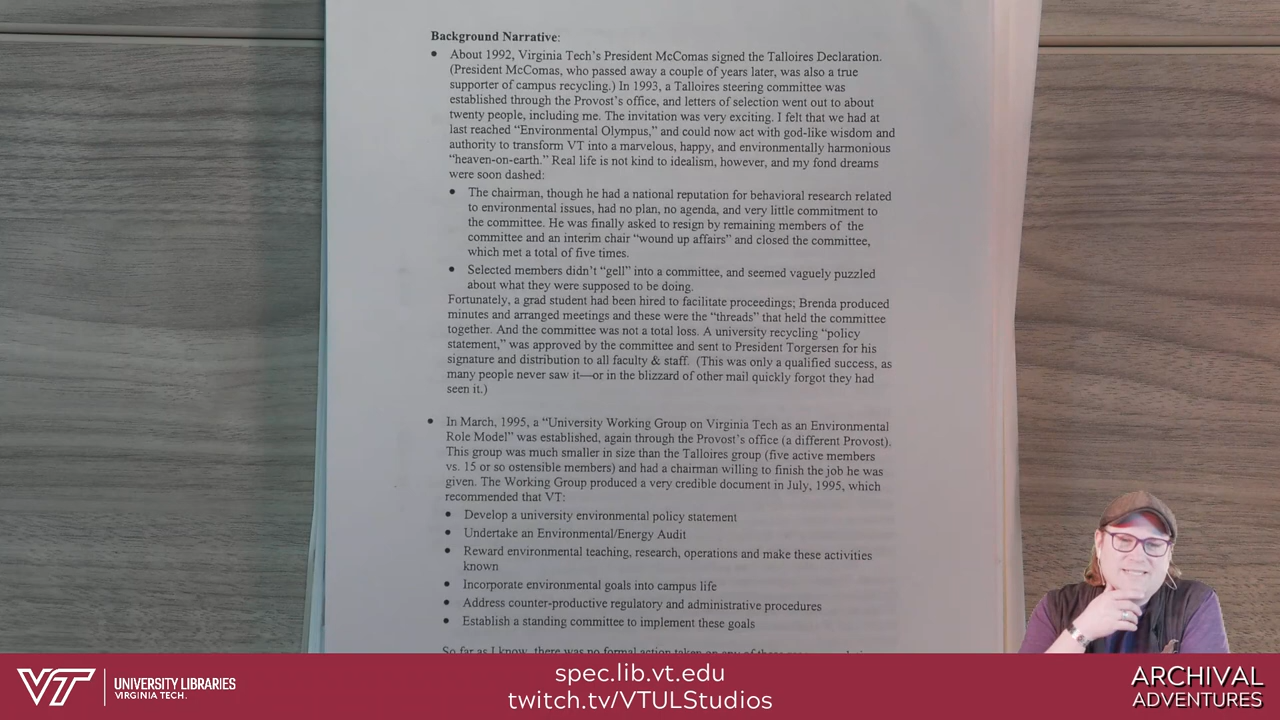 Background Narrative:
• About 1992, Virginia Tech's President McComas signed the Talloires Declaration.
(President McComas, who passed away a couple of years later, was also a true
supporter of campus recycling.) In 1993, a Talloires steering committee was
established through the Provost's office, and letters of selection went out to about
twenty people, including me. The invitation was very exciting. I felt that we had at
last reached “Environmental Olympus,” and could now act with god-like wisdom and
authority to transform VT into a marvelous, happy, and environmentally harmonious
“heaven-on-earth.” Real life is not kind to idealism, however, and my fond dreams
were soon dashed:
• The chairman, though he had a national reputation for behavioral research related
to environmental issues, had no plan, no agenda, and very little commitment to
the committee. He was finally asked to resign by remaining members of the
committee and an interim chair “wound up affairs” and closed the committee,
which met a total of five times.
• Selected members didn't “gell” into a committee, and seemed vaguely puzzled
about what they were supposed to be doing.
Fortunately, a grad student had been hired to facilitate proceedings; Brenda produced
minutes and arranged meetings and these were the “threads” that held the committee
together. And the committee was not a total loss. A university recycling “policy
statement,” was approved by the committee and sent to President Torgersen for his
signature and distribution to all faculty & staff. (This was only a qualified success, as
many people never saw it—or in the blizzard of other mail quickly forgot they had
seen it.)
• In March, 1995, a “University Working Group on Virginia Tech as an Environmental
Role Model” was established, again through the Provost's office (a different Provost).
This group was much smaller in size than the Talloires group (five active members
vs. 15 or so ostensible members) and had a chairman willing to finish the job he was
given. The Working Group produced a very credible document in July, 1995, which
recommended that VT:
• Develop a university environmental policy statement
• Undertake an Environmental/Energy Audit
• Reward environmental teaching, research, operations and make these activities
known
• Incorporate environmental goals into campus life
• Address counter-productive regulatory and administrative procedures
• Establish a standing committee to implement these goals
So far as I know, there was no formal action taken on any of these
VT
UNIVERSITY LIBRARIES
VIRGINIA TECH.
spec.lib.vt.edu
twitch.tv/VTULStudios
ARCHIVAL
ADVENTURES